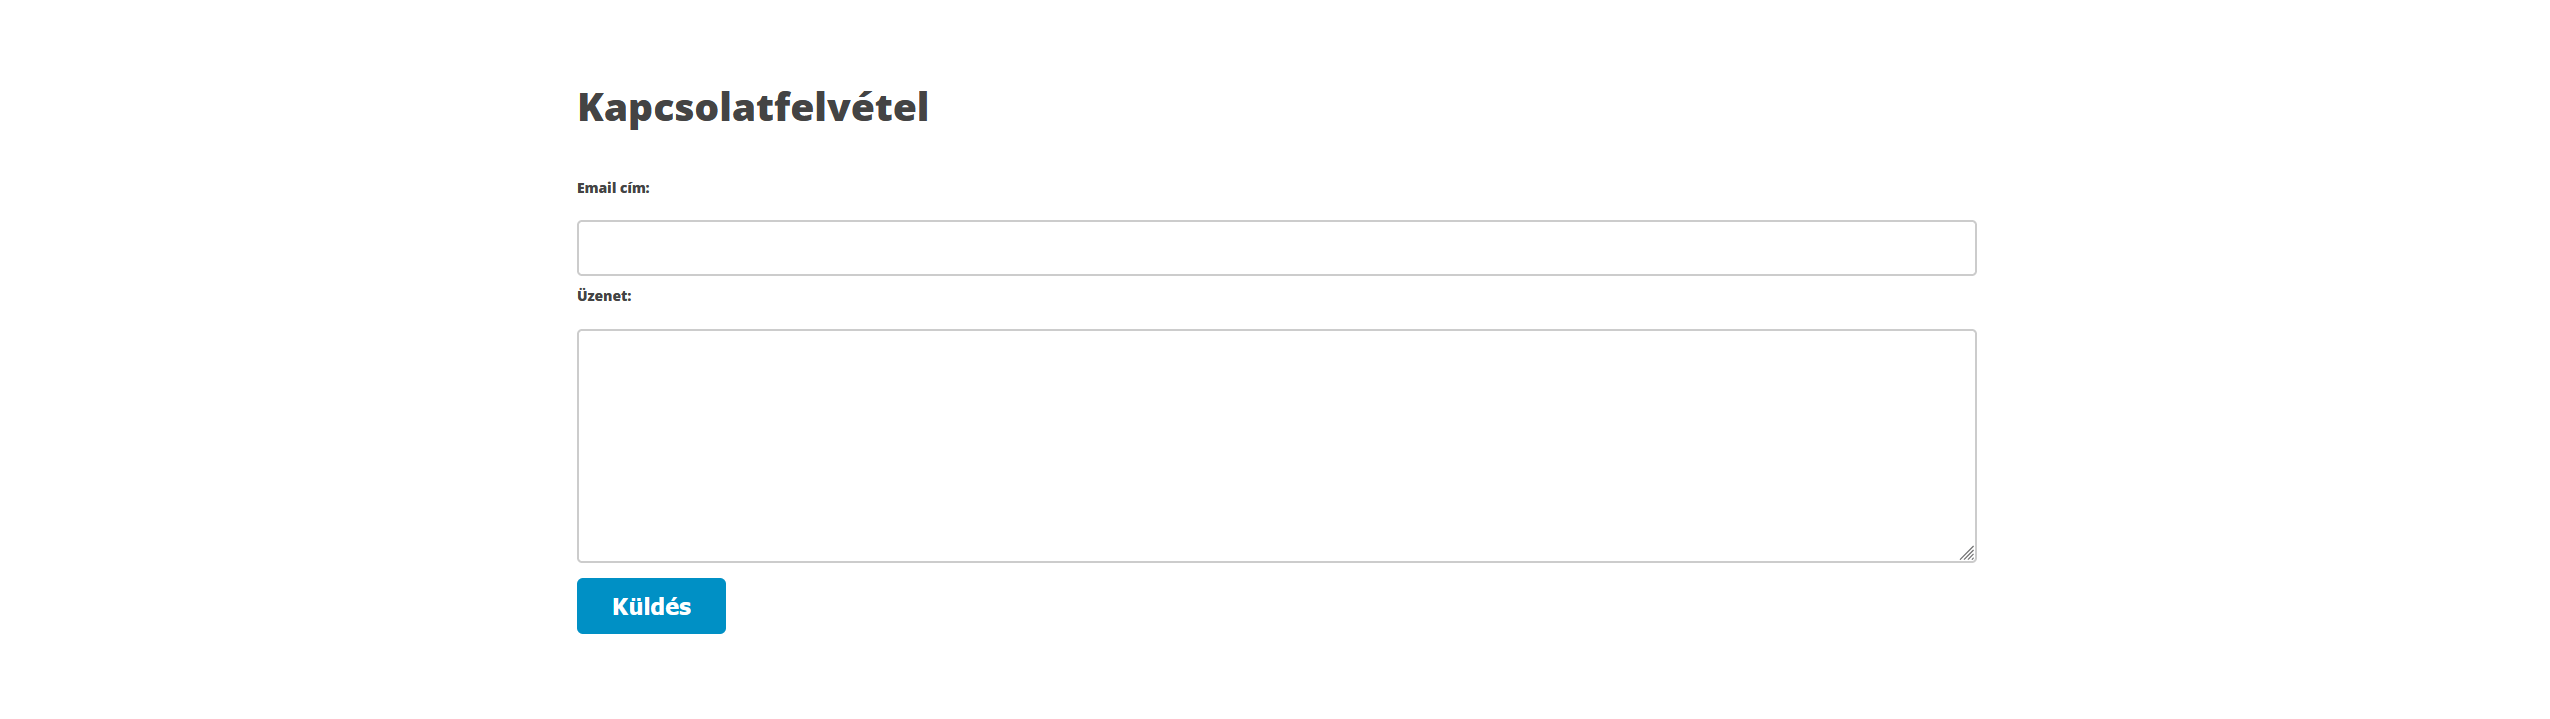 Kapcsolatfelvétel
Email cím:
Üzenet:
Küldés